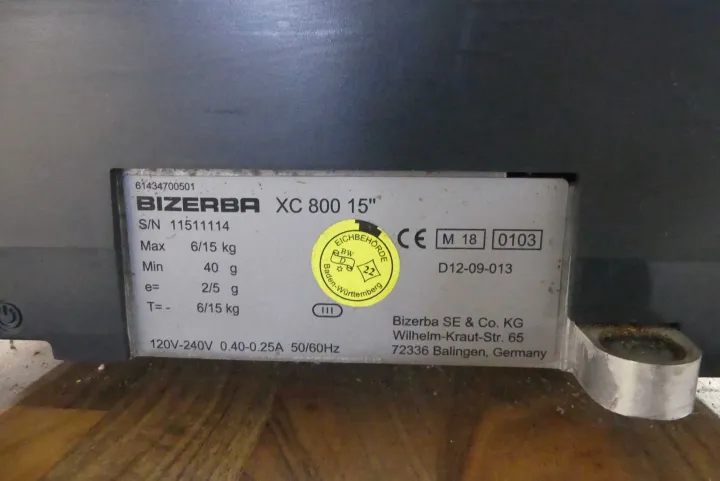 61434700501
BIZERBA XC 800 15"
S/N 11511114
Max 6/15 kg
Min 40 g
e= 2/5 g
T= - 6/15 kg
III
120V-240V 0.40-0.25A 50/60Hz
EICHBEHÖRDE
BW
D
22
Baden-Württemberg
CE M 18 0103
D12-09-013
Bizerba SE & Co. KG
Wilhelm-Kraut-Str. 65
72336 Balingen, Germany